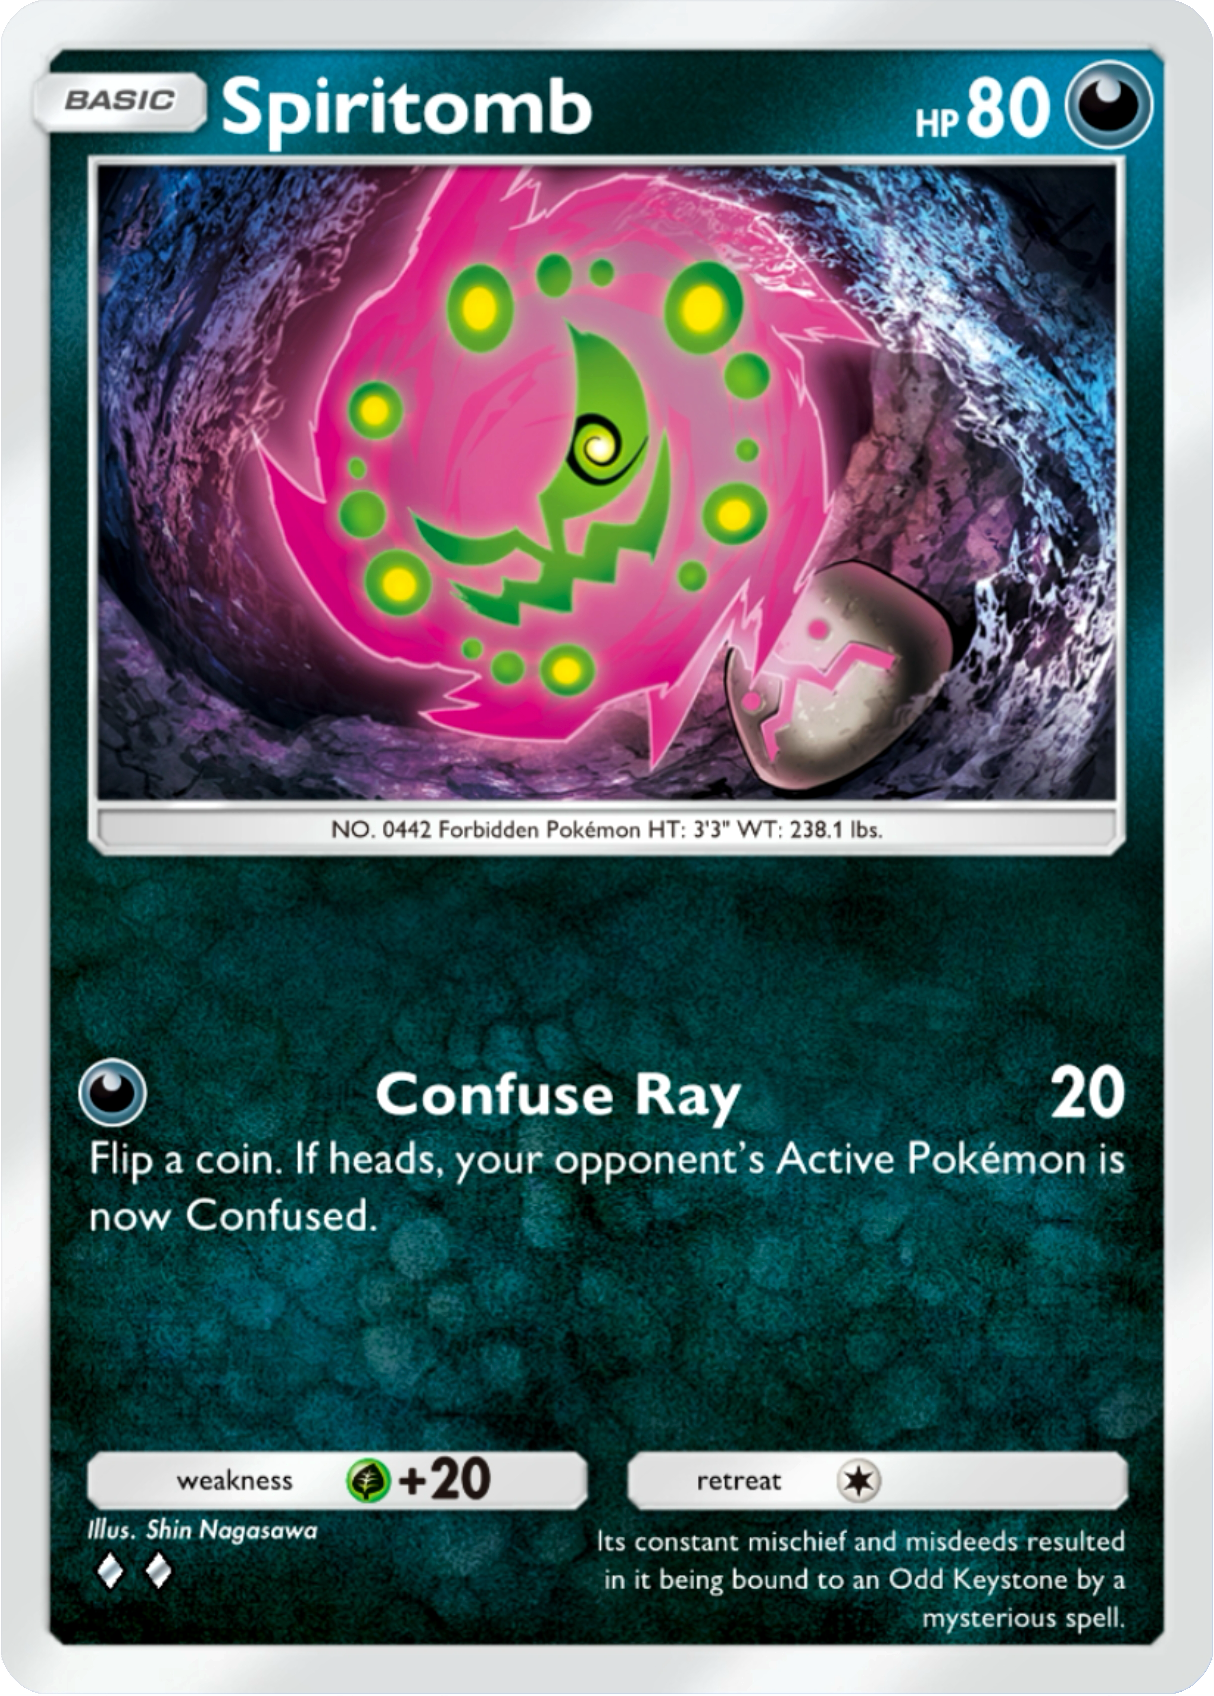 BASIC Spiritomb HP 80
NO. 0442 Forbidden Pokémon HT: 3'3" WT: 238.1 lbs.
Confuse Ray 20
Flip a coin. If heads, your opponent's Active Pokémon is
now Confused.
weakness +20 retreat
Illus. Shin Nagasawa
Its constant mischief and misdeeds resulted
in it being bound to an Odd Keystone by a
mysterious spell.